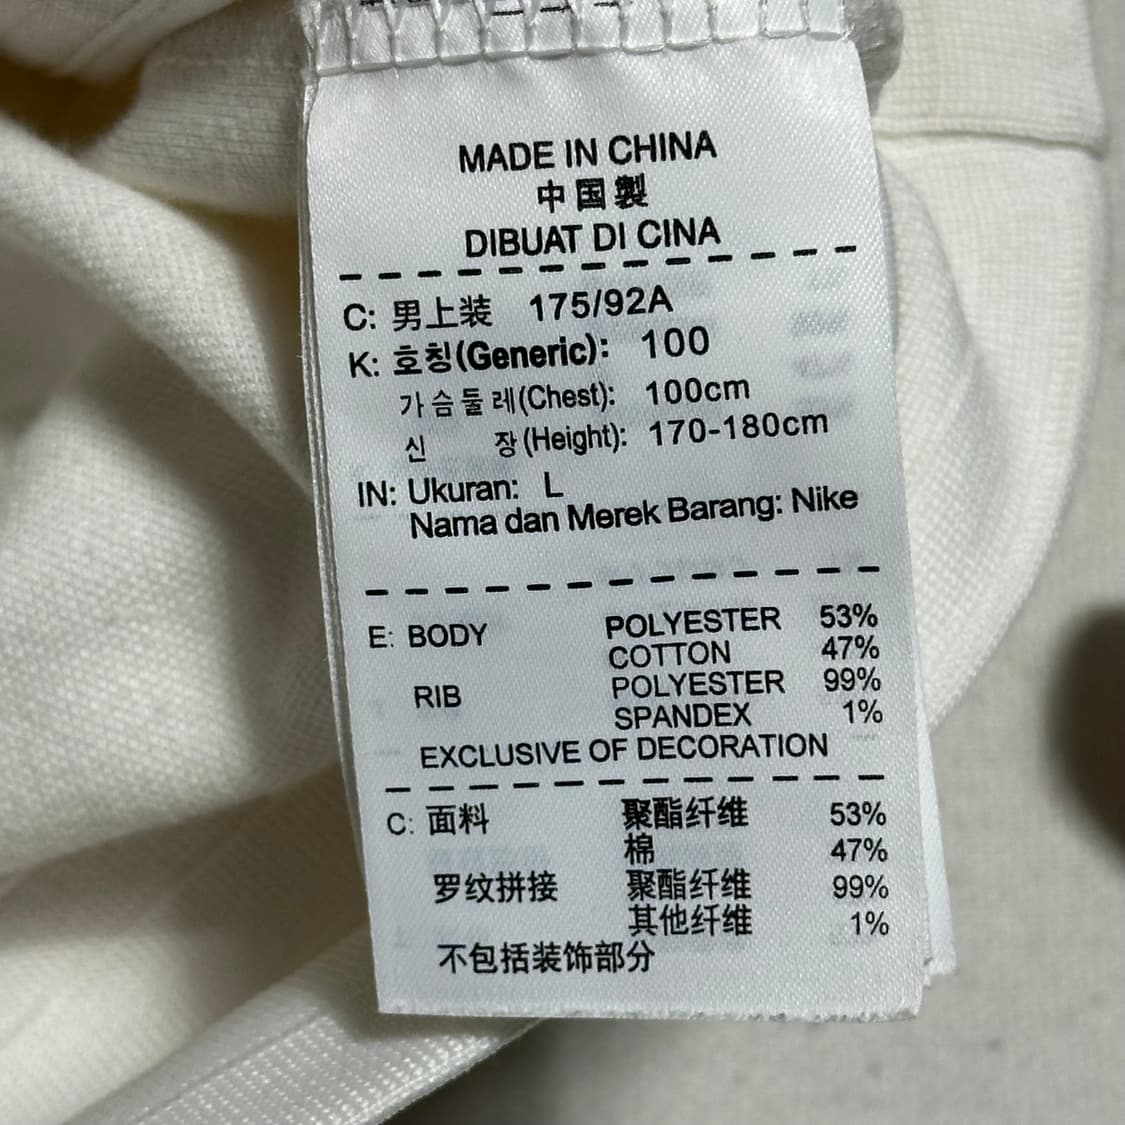 MADE IN CHINA
中国製
DIBUAT DI CINA
C: 男上装 175/92A
K: 호칭(Generic): 100
가슴둘레(Chest): 100cm
신 장(Height): 170-180cm
IN: Ukuran: L
Nama dan Merek Barang: Nike
E: BODY POLYESTER 53%
COTTON 47%
RIB POLYESTER 99%
SPANDEX 1%
EXCLUSIVE OF DECORATION
C: 面料 聚酯纤维 53%
棉 47%
罗纹拼接 聚酯纤维 99%
其他纤维 1%
不包括装饰部分